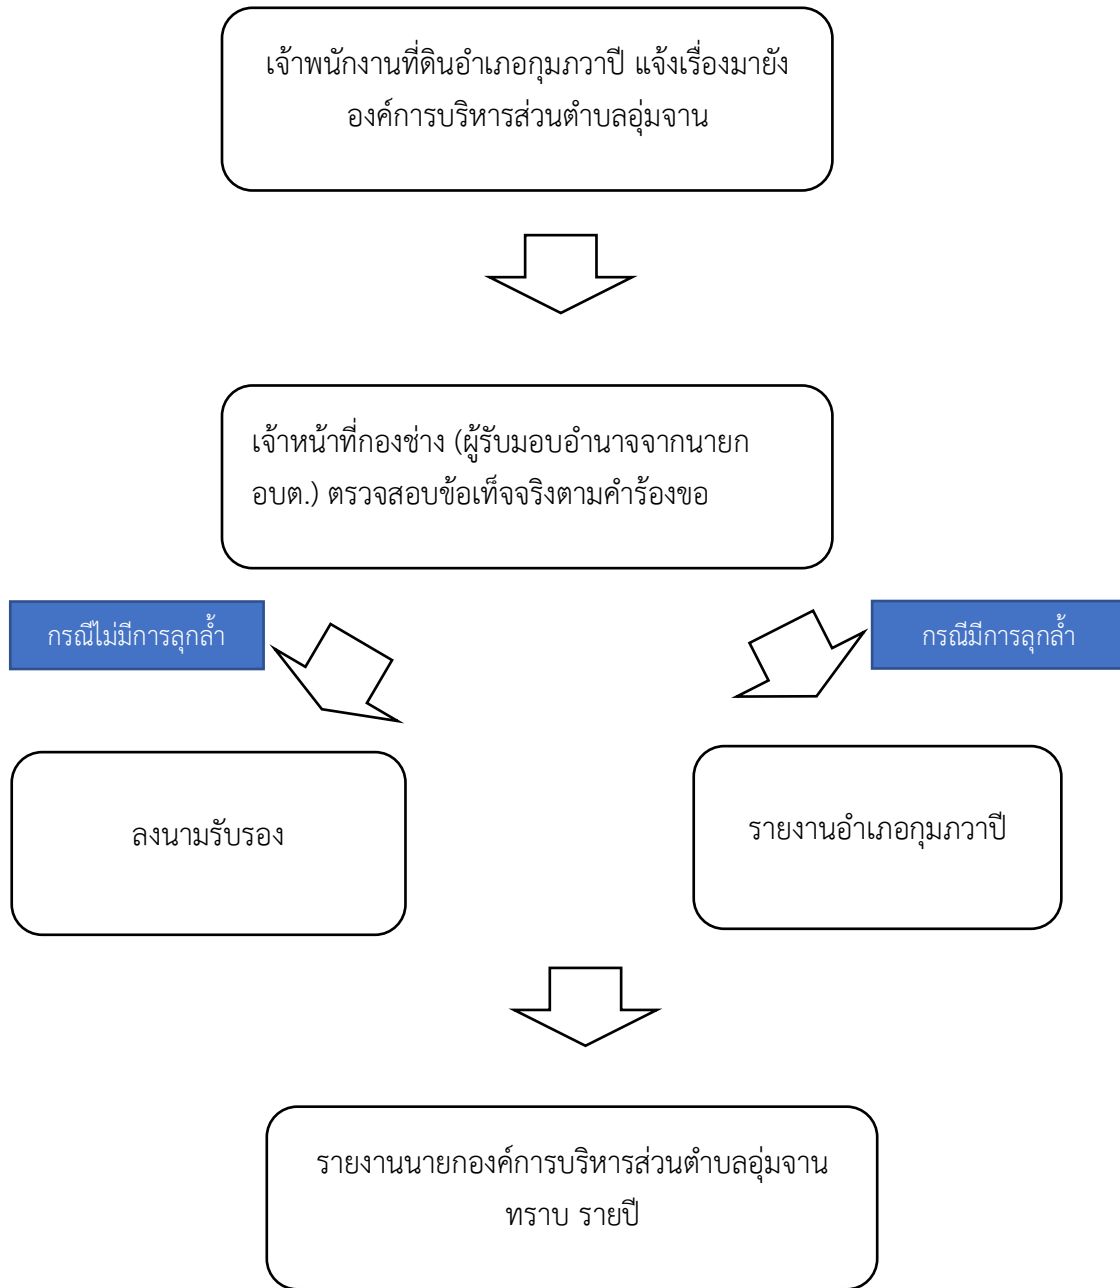 เจ้าพนักงานที่ดินอำเภอกุมภวาปี แจ้งเรื่องมายัง
องค์การบริหารส่วนตำบลอุ่มจาน
เจ้าหน้าที่กองช่าง (ผู้รับมอบอำนาจจากนายก
อบต.) ตรวจสอบข้อเท็จจริงตามคำร้องขอ
กรณีไม่มีการลุกล้ำ
กรณีมีการลุกล้ำ
ลงนามรับรอง
รายงานอำเภอกุมภวาปี
รายงานนายกองค์การบริหารส่วนตำบลอุ่มจาน
ทราบ รายปี